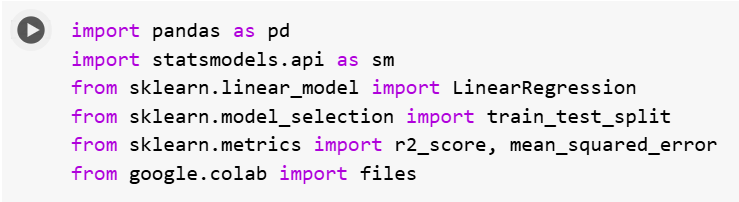 import pandas as pd
import statsmodels.api as sm
from sklearn.linear_model import LinearRegression
from sklearn.model_selection import train_test_split
from sklearn.metrics import r2_score, mean_squared_error
from google.colab import files